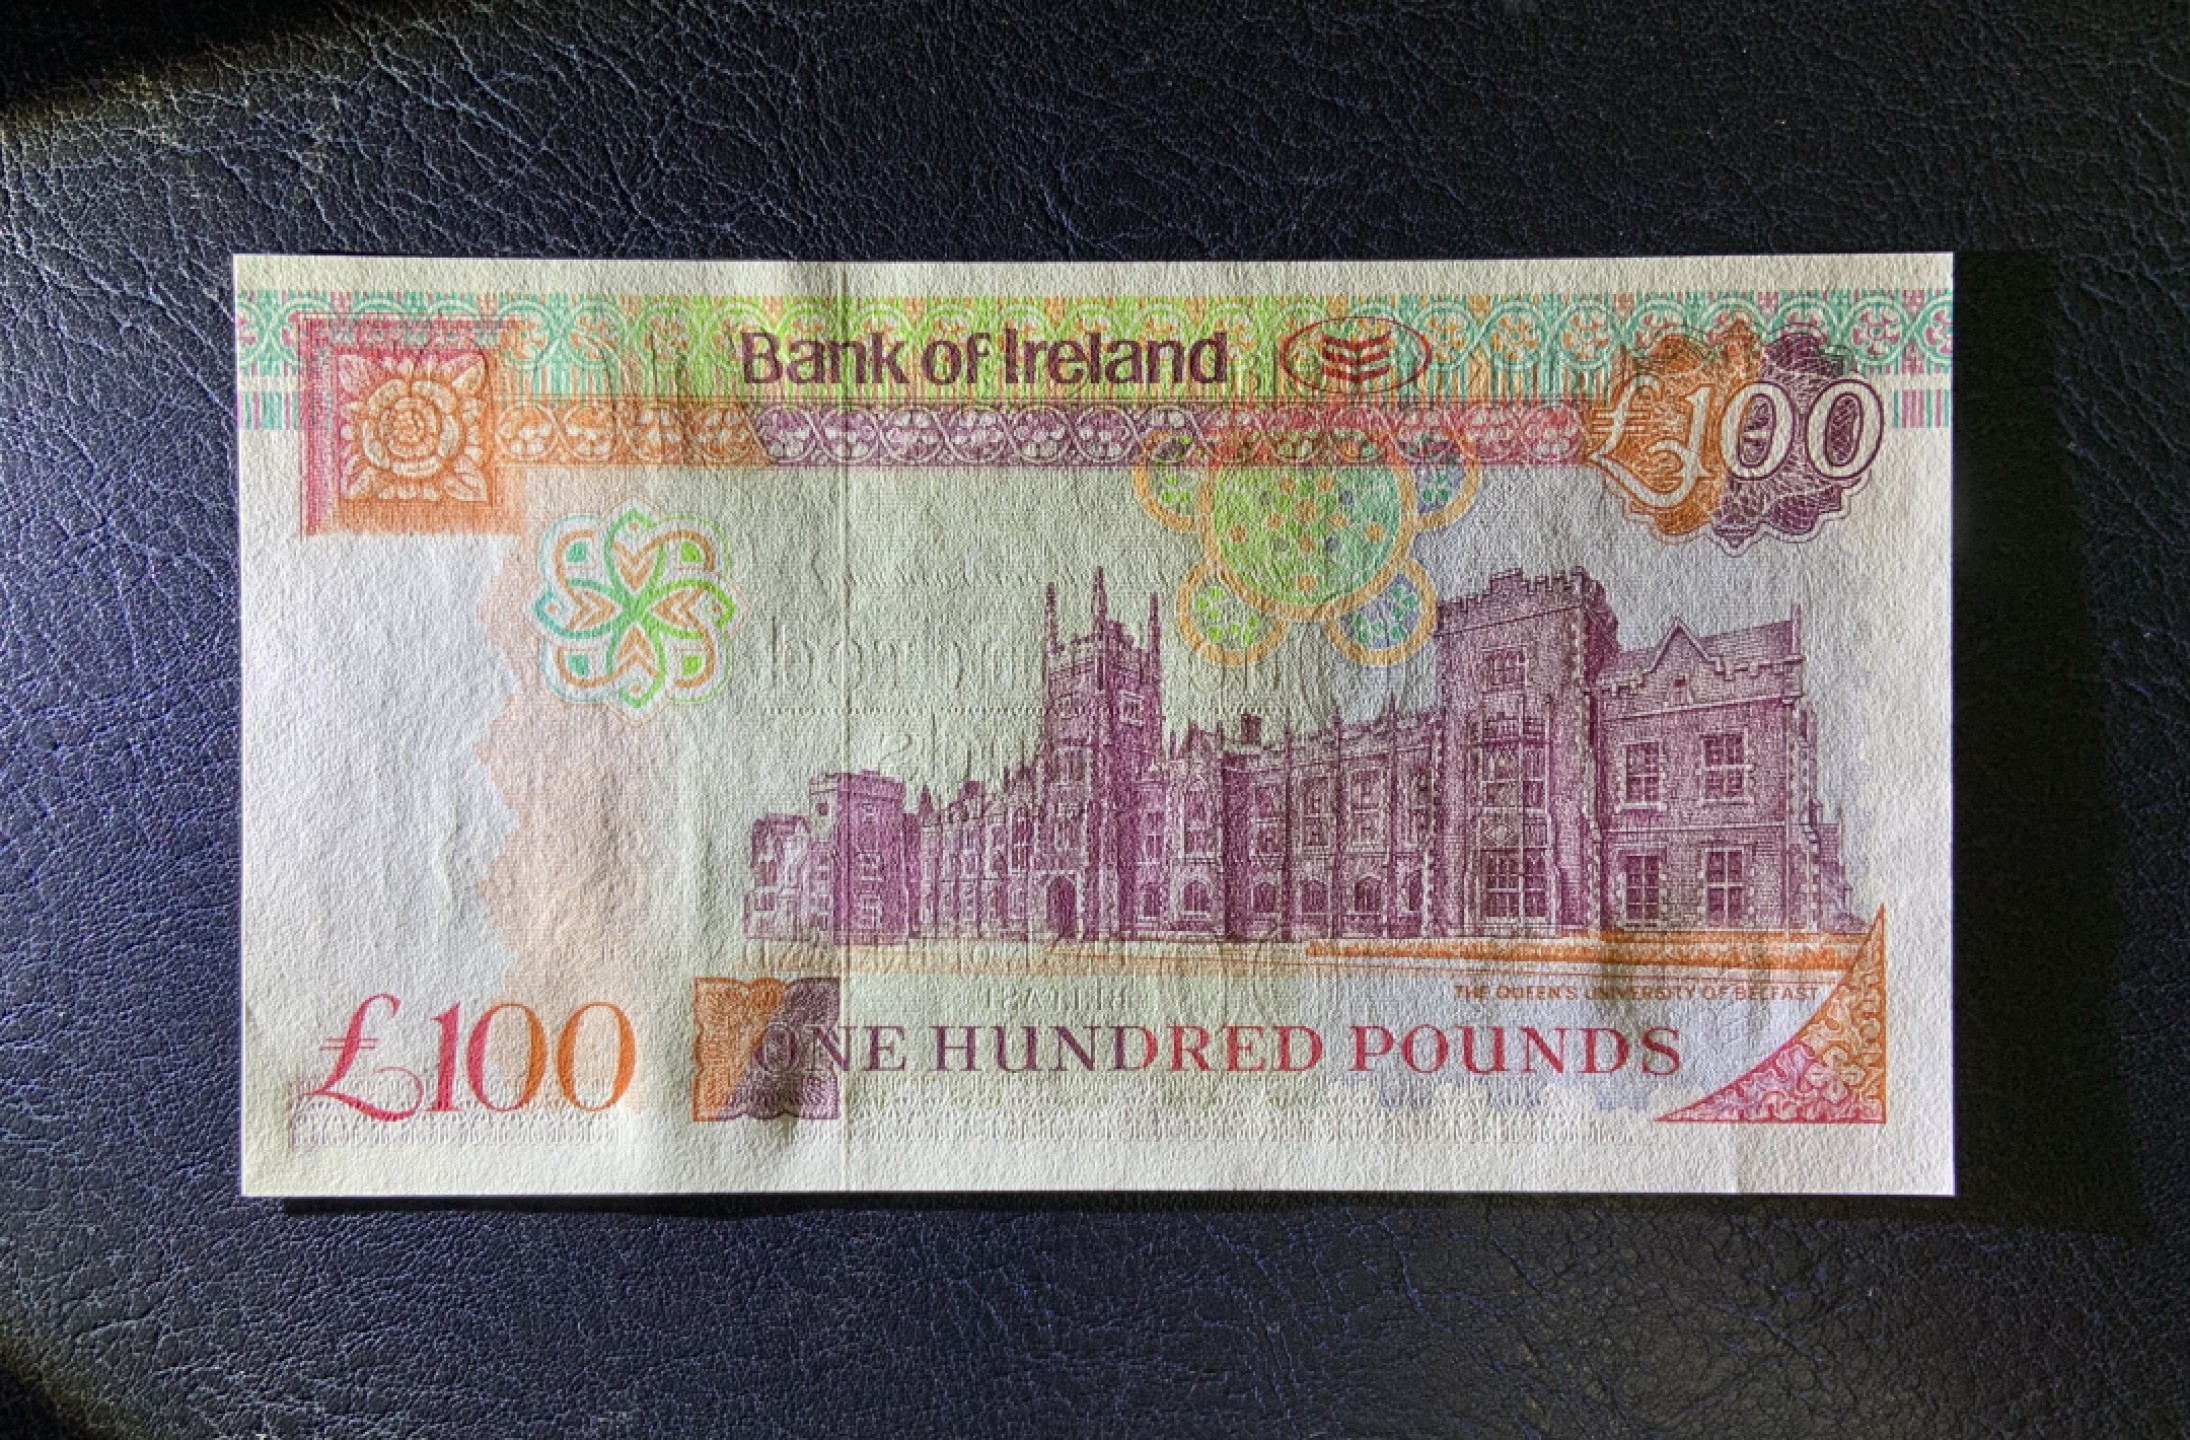 Bank of Ireland
£100
THE QUEEN'S UNIVERSITY OF BELFAST
£100
ONE HUNDRED POUNDS